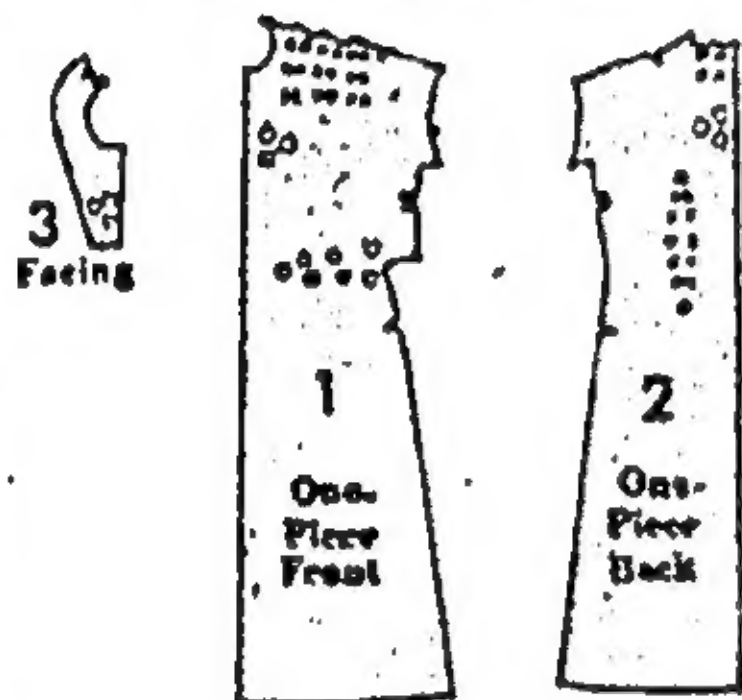 3
Facing
1
One-
Piece
Front
2
One-
Piece
Back